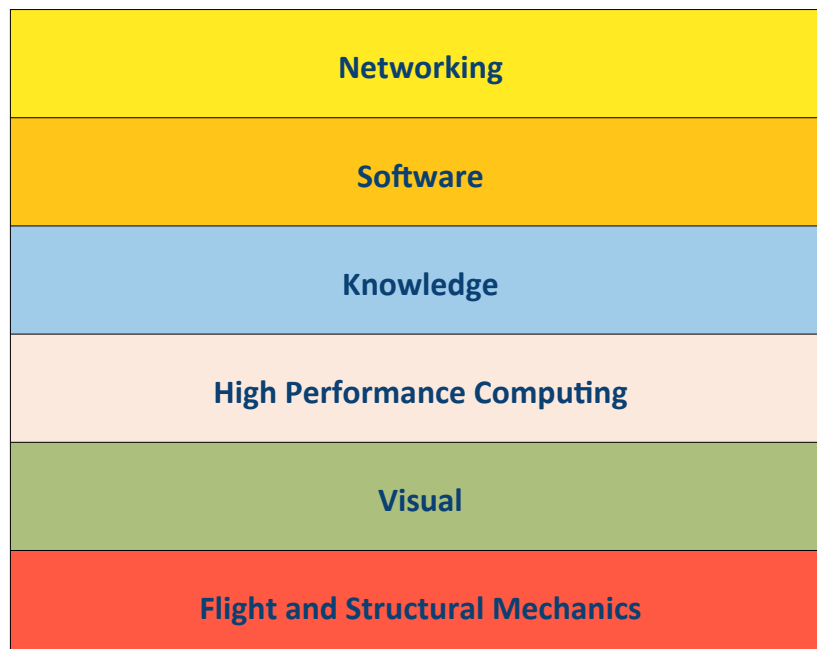 Networking
Software
Knowledge
High Performance Computing
Visual
Flight and Structural Mechanics